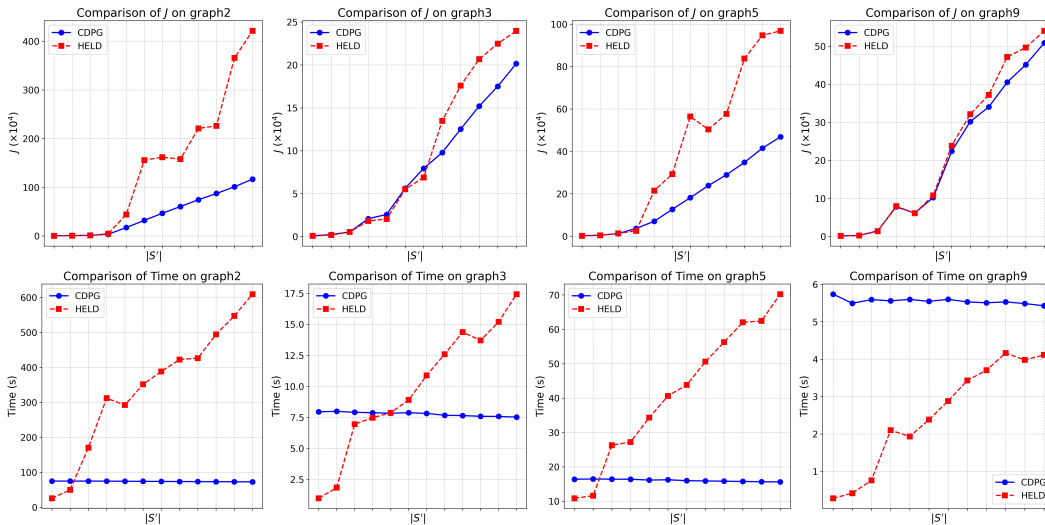 Comparison of J on graph2
CDPG
HELD
400
300
200
100
0
J (×10⁴)
|S′|
Comparison of J on graph3
CDPG
HELD
25
20
15
10
5
0
J (×10⁴)
|S′|
Comparison of J on graph5
CDPG
HELD
100
80
60
40
20
0
J (×10⁴)
|S′|
Comparison of J on graph9
CDPG
HELD
50
40
30
20
10
0
J (×10⁴)
|S′|
Comparison of Time on graph2
CDPG
HELD
600
500
400
300
200
100
0
Time (s)
|S′|
Comparison of Time on graph3
CDPG
HELD
17.5
15.0
12.5
10.0
7.5
5.0
2.5
Time (s)
|S′|
Comparison of Time on graph5
CDPG
HELD
70
60
50
40
30
20
10
Time (s)
|S′|
Comparison of Time on graph9
6
5
4
3
2
1
Time (s)
CDPG
HELD
|S′|